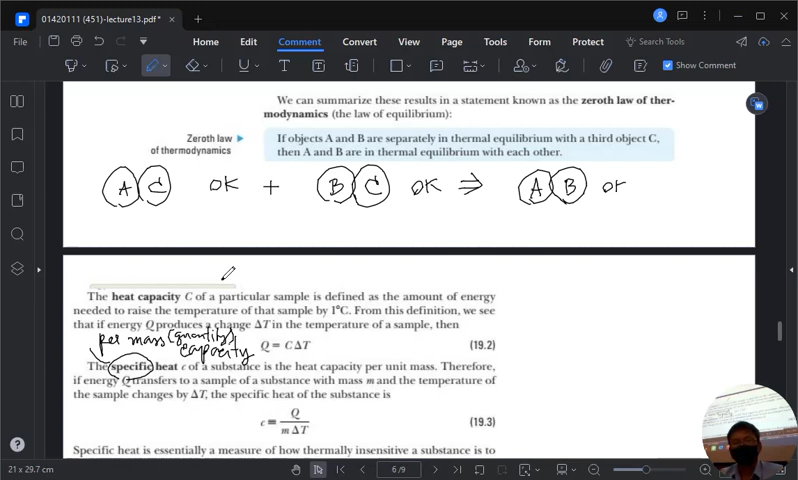 01420111 (451)-lecture13.pdf *
File Home Edit Comment Convert View Page Tools Form Protect Search Tools
Show Comment
We can summarize these results in a statement known as the zeroth law of ther-
modynamics (the law of equilibrium):
Zeroth law
of thermodynamics
If objects A and B are separately in thermal equilibrium with a third object C,
then A and B are in thermal equilibrium with each other.
A C OK + B C OK ⇒ A B OK
The heat capacity C of a particular sample is defined as the amount of energy
needed to raise the temperature of that sample by 1°C. From this definition, we see
that if energy Q produces a change ΔT in the temperature of a sample, then
per mass (quantity)
capacity
Q = C ΔT (19.2)
The specific heat c of a substance is the heat capacity per unit mass. Therefore,
if energy Q transfers to a sample of a substance with mass m and the temperature of
the sample changes by ΔT, the specific heat of the substance is
c ≡ Q / m ΔT (19.3)
Specific heat is essentially a measure of how thermally insensitive a substance is to
21 x 29.7 cm
6 /9